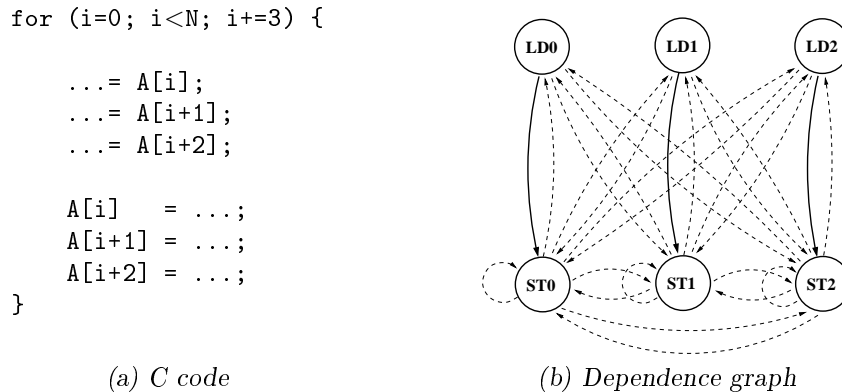 for (i=0; i<N; i+=3) {
...= A[i];
...= A[i+1];
...= A[i+2];
A[i]   = ...;
A[i+1] = ...;
A[i+2] = ...;
}
(a) C code
LD0 LD1 LD2
ST0 ST1 ST2
(b) Dependence graph